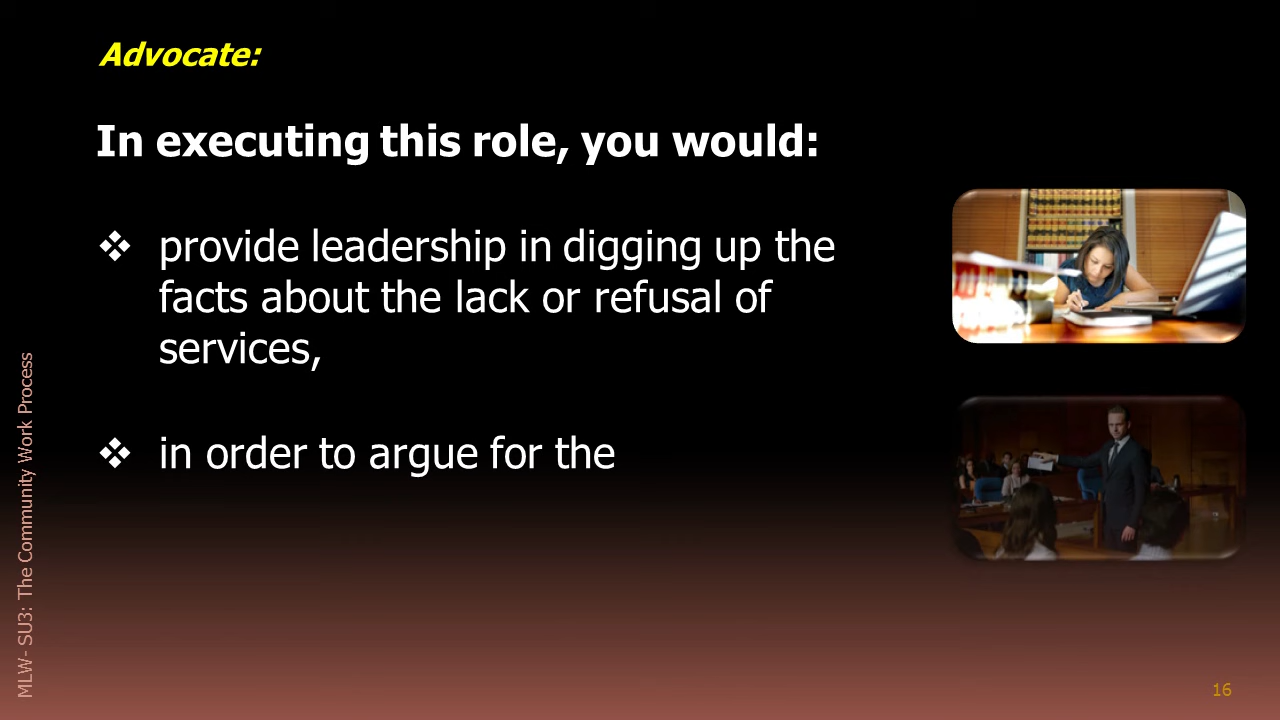 Advocate:
In executing this role, you would:
❖ provide leadership in digging up the
facts about the lack or refusal of
services,
❖ in order to argue for the
MLW- SU3: The Community Work Process
16